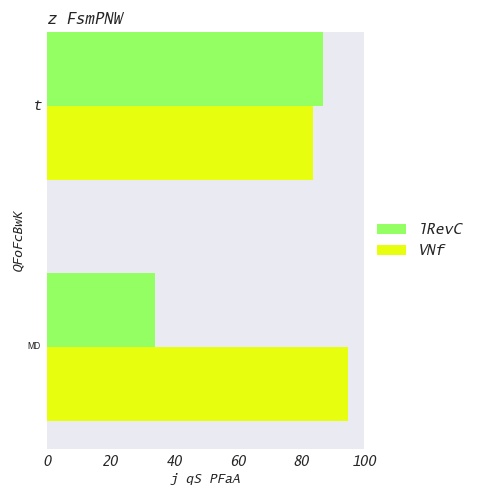 z FsmPNW
t
QFoFcBwK
MD
lRevC
VNf
0 20 40 60 80 100
j qS PFaA